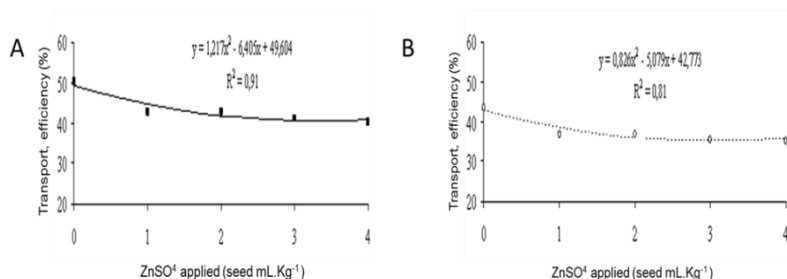 A
Transport, efficiency (%)
60
50
40
30
20
y = 1,217x² - 6,405x + 49,604
R² = 0,91
0 1 2 3 4
ZnSO⁴ applied (seed mL.Kg⁻¹)
B
Transport, efficiency (%)
60
50
40
30
20
y = 0,826x² - 5,079x + 42,773
R² = 0,81
0 1 2 3 4
ZnSO⁴ applied (seed mL.Kg⁻¹)